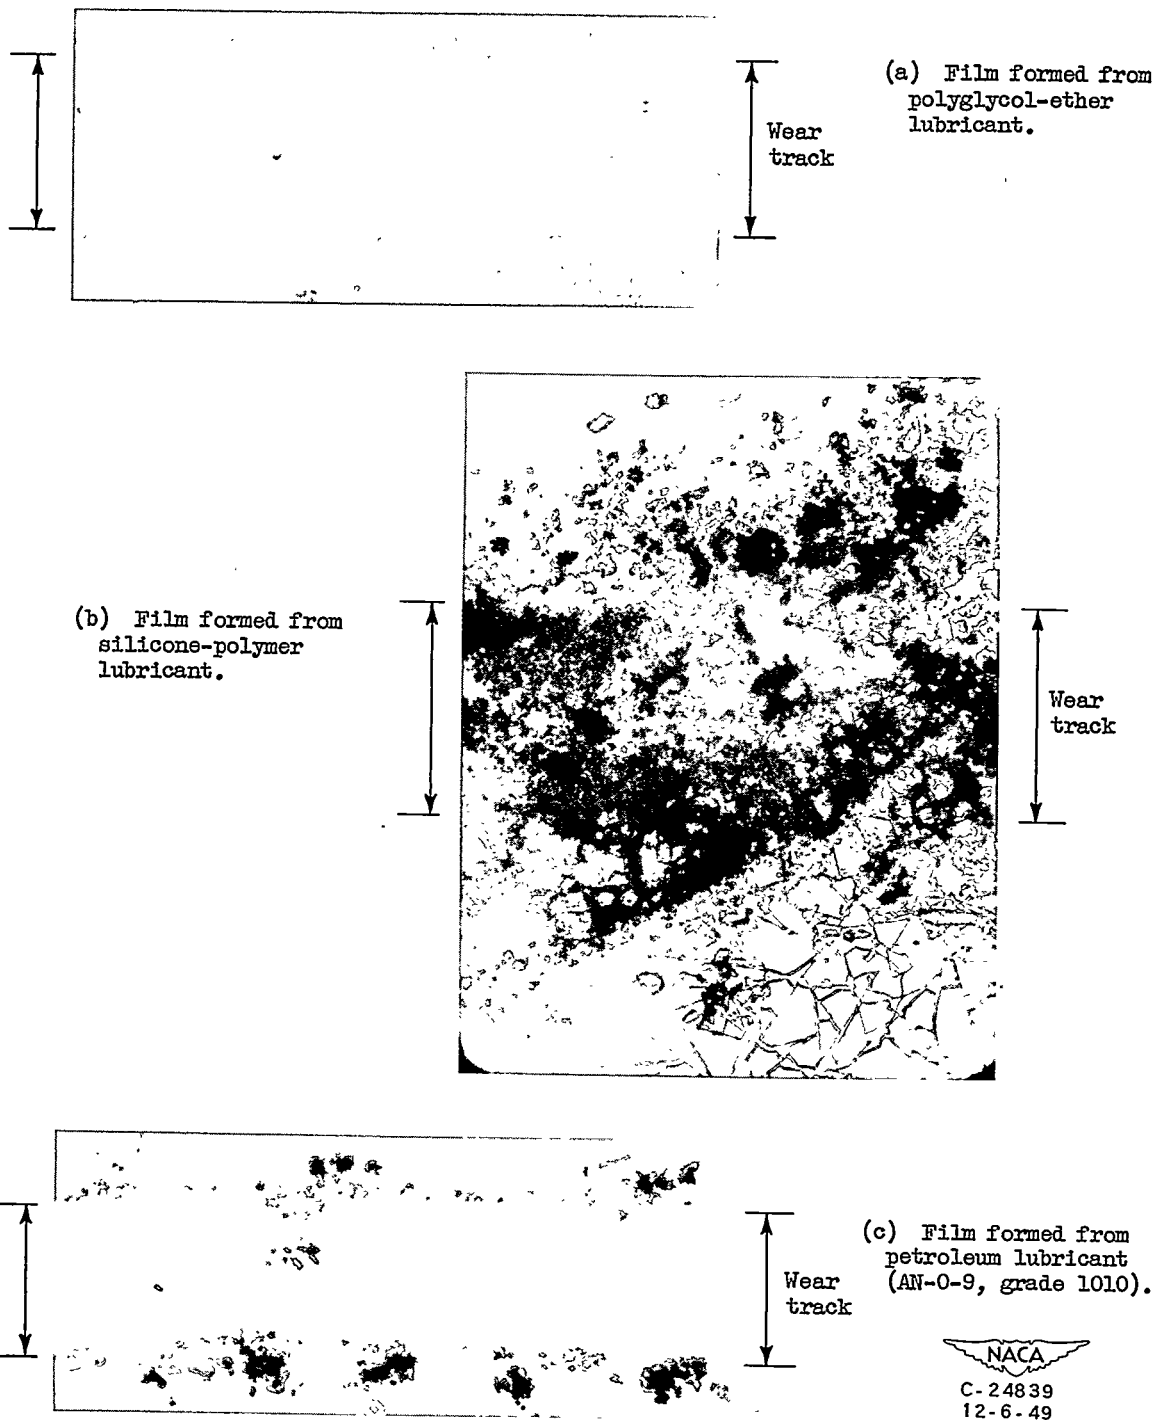 (a) Film formed from
polyglycol-ether
lubricant.
Wear
track
(b) Film formed from
silicone-polymer
lubricant.
Wear
track
(c) Film formed from
petroleum lubricant
(AN-O-9, grade 1010).
Wear
track
NACA
C-24839
12-6-49